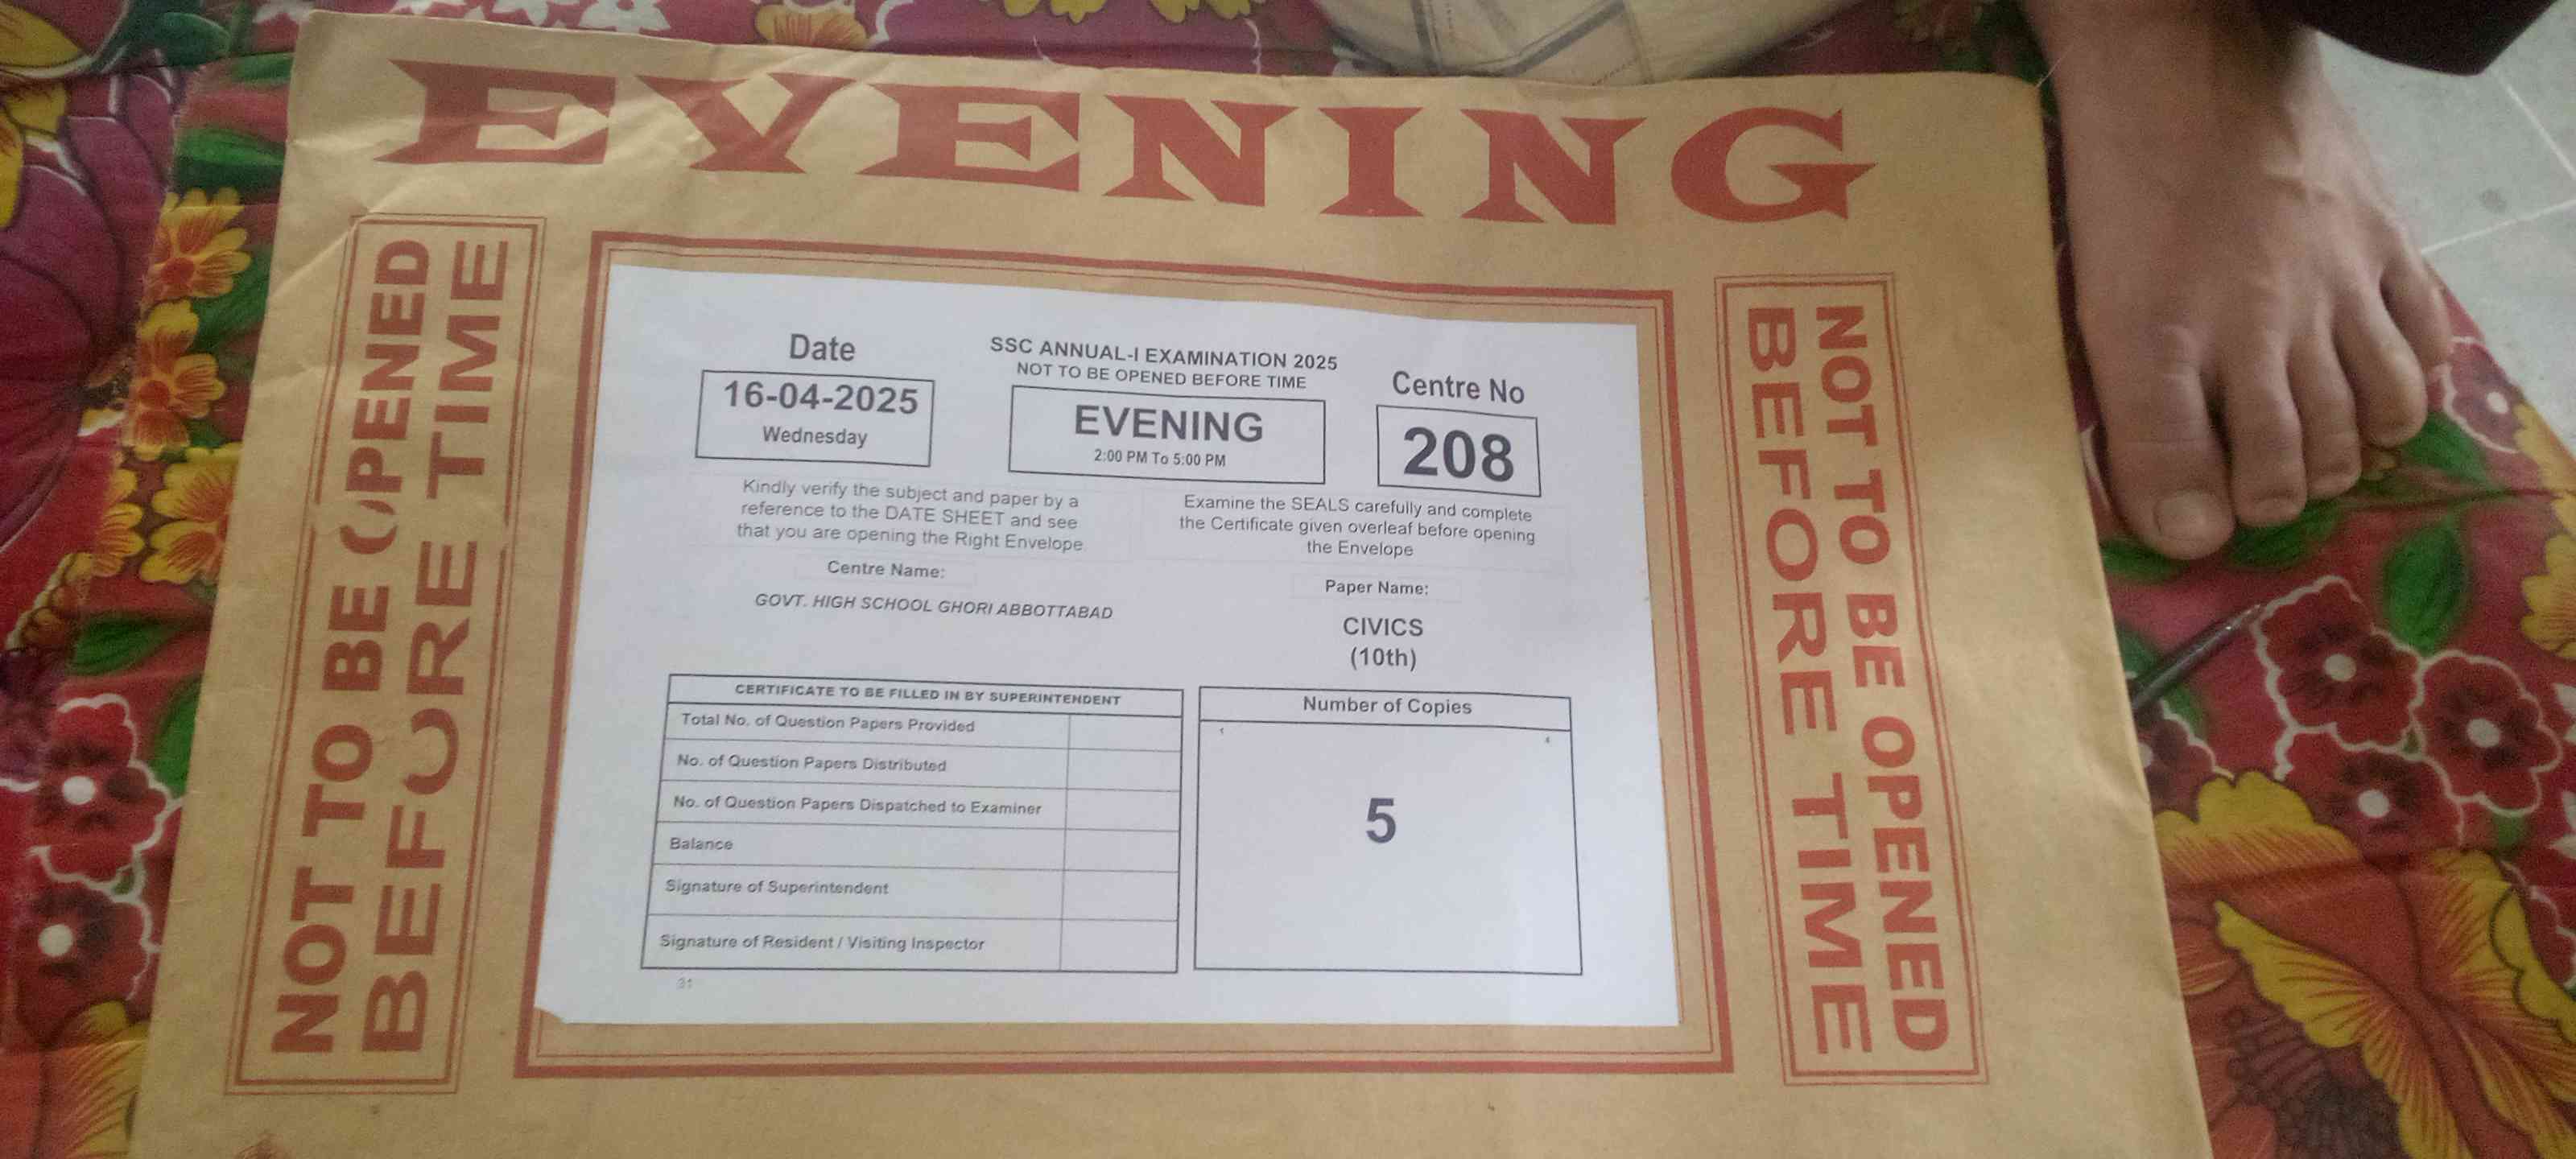 EVENING
NOT TO BE OPENED
BEFORE TIME
Date
16-04-2025
Wednesday
SSC ANNUAL-I EXAMINATION 2025
NOT TO BE OPENED BEFORE TIME
EVENING
2:00 PM To 5:00 PM
Centre No
208
Kindly verify the subject and paper by a
reference to the DATE SHEET and see
that you are opening the Right Envelope
Examine the SEALS carefully and complete
the Certificate given overleaf before opening
the Envelope
Centre Name:
GOVT. HIGH SCHOOL GHORI ABBOTTABAD
Paper Name:
CIVICS
(10th)
CERTIFICATE TO BE FILLED IN BY SUPERINTENDENT
Total No. of Question Papers Provided
No. of Question Papers Distributed
No. of Question Papers Dispatched to Examiner
Balance
Signature of Superintendent
Signature of Resident / Visiting Inspector
Number of Copies
5
31
NOT TO BE OPENED
BEFORE TIME